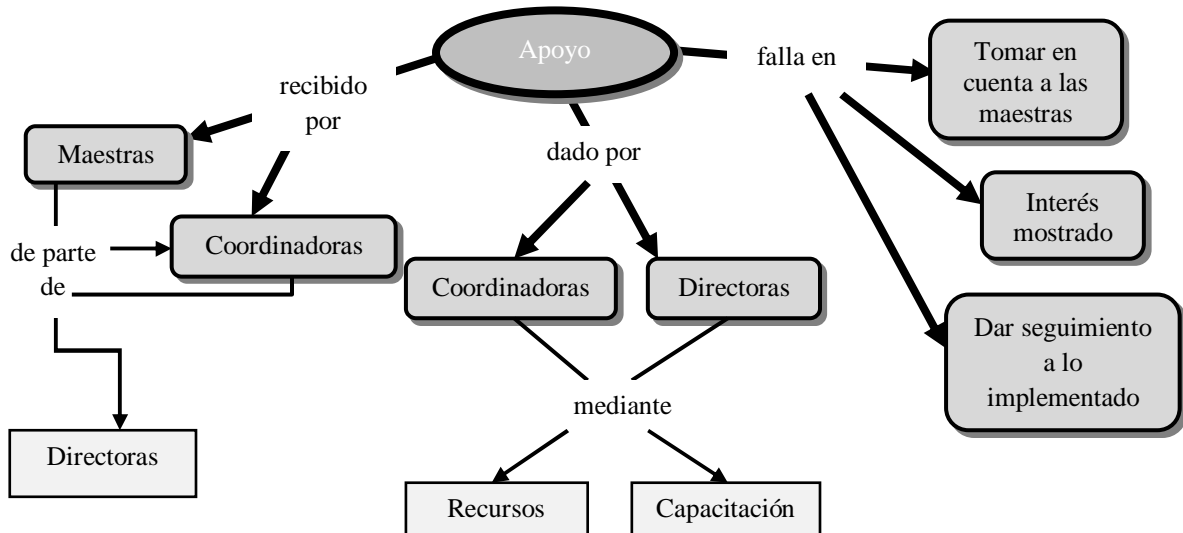 Apoyo
recibido
por
Maestras
Coordinadoras
de parte
de
Directoras
dado por
Coordinadoras
Directoras
mediante
Recursos
Capacitación
falla en
Tomar en
cuenta a las
maestras
Interés
mostrado
Dar seguimiento
a lo
implementado